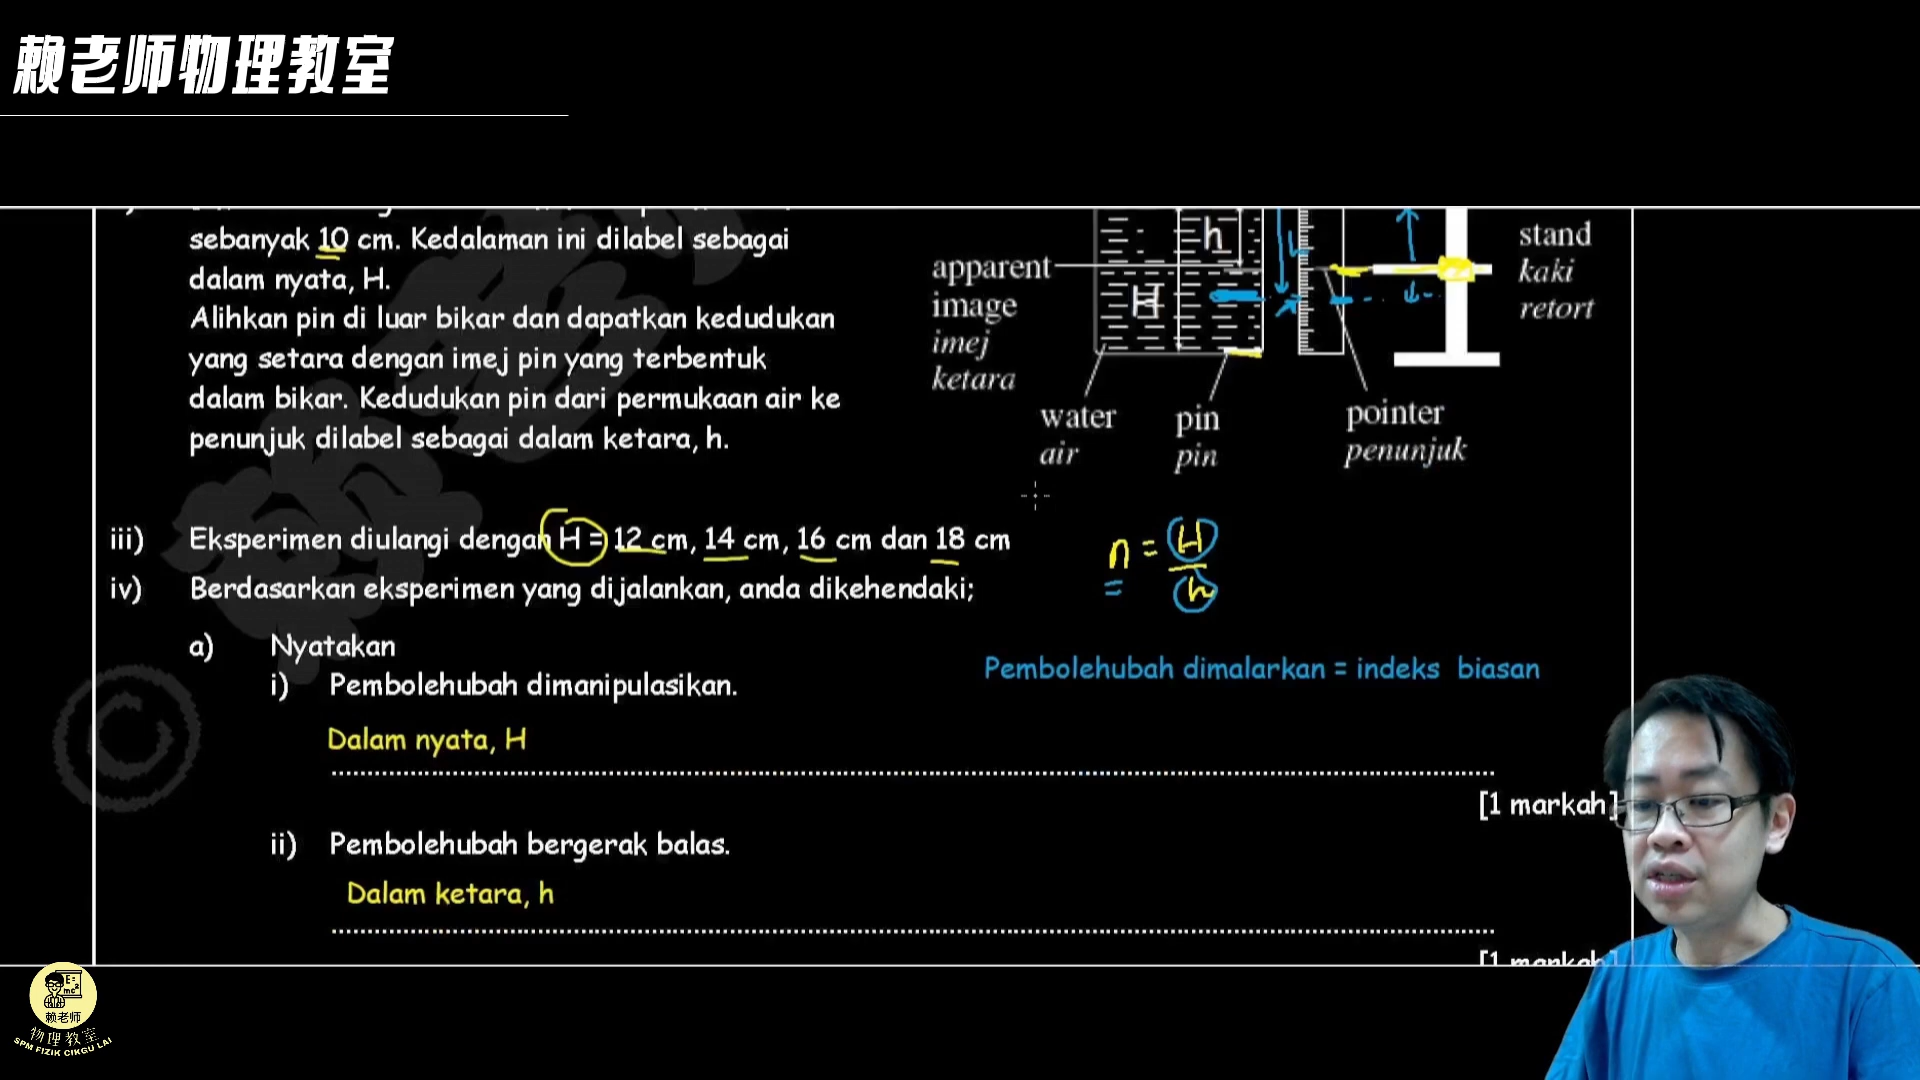 赖老师物理教室
sebanyak 10 cm. Kedalaman ini dilabel sebagai
dalam nyata, H.
Alihkan pin di luar bikar dan dapatkan kedudukan
yang setara dengan imej pin yang terbentuk
dalam bikar. Kedudukan pin dari permukaan air ke
penunjuk dilabel sebagai dalam ketara, h.
apparent
image
imej
ketara
h
H
h
water
air
pin
pin
pointer
penunjuk
stand
kaki
retort
iii) Eksperimen diulangi dengan H = 12 cm, 14 cm, 16 cm dan 18 cm
n = H
h
iv) Berdasarkan eksperimen yang dijalankan, anda dikehendaki;
a) Nyatakan
i) Pembolehubah dimanipulasikan.
Pembolehubah dimalarkan = indeks biasan
Dalam nyata, H
[1 markah]
ii) Pembolehubah bergerak balas.
Dalam ketara, h
[1 markah]
E=
mc²
赖老师
物理教室
SPM FIZIK CIKGU LAI